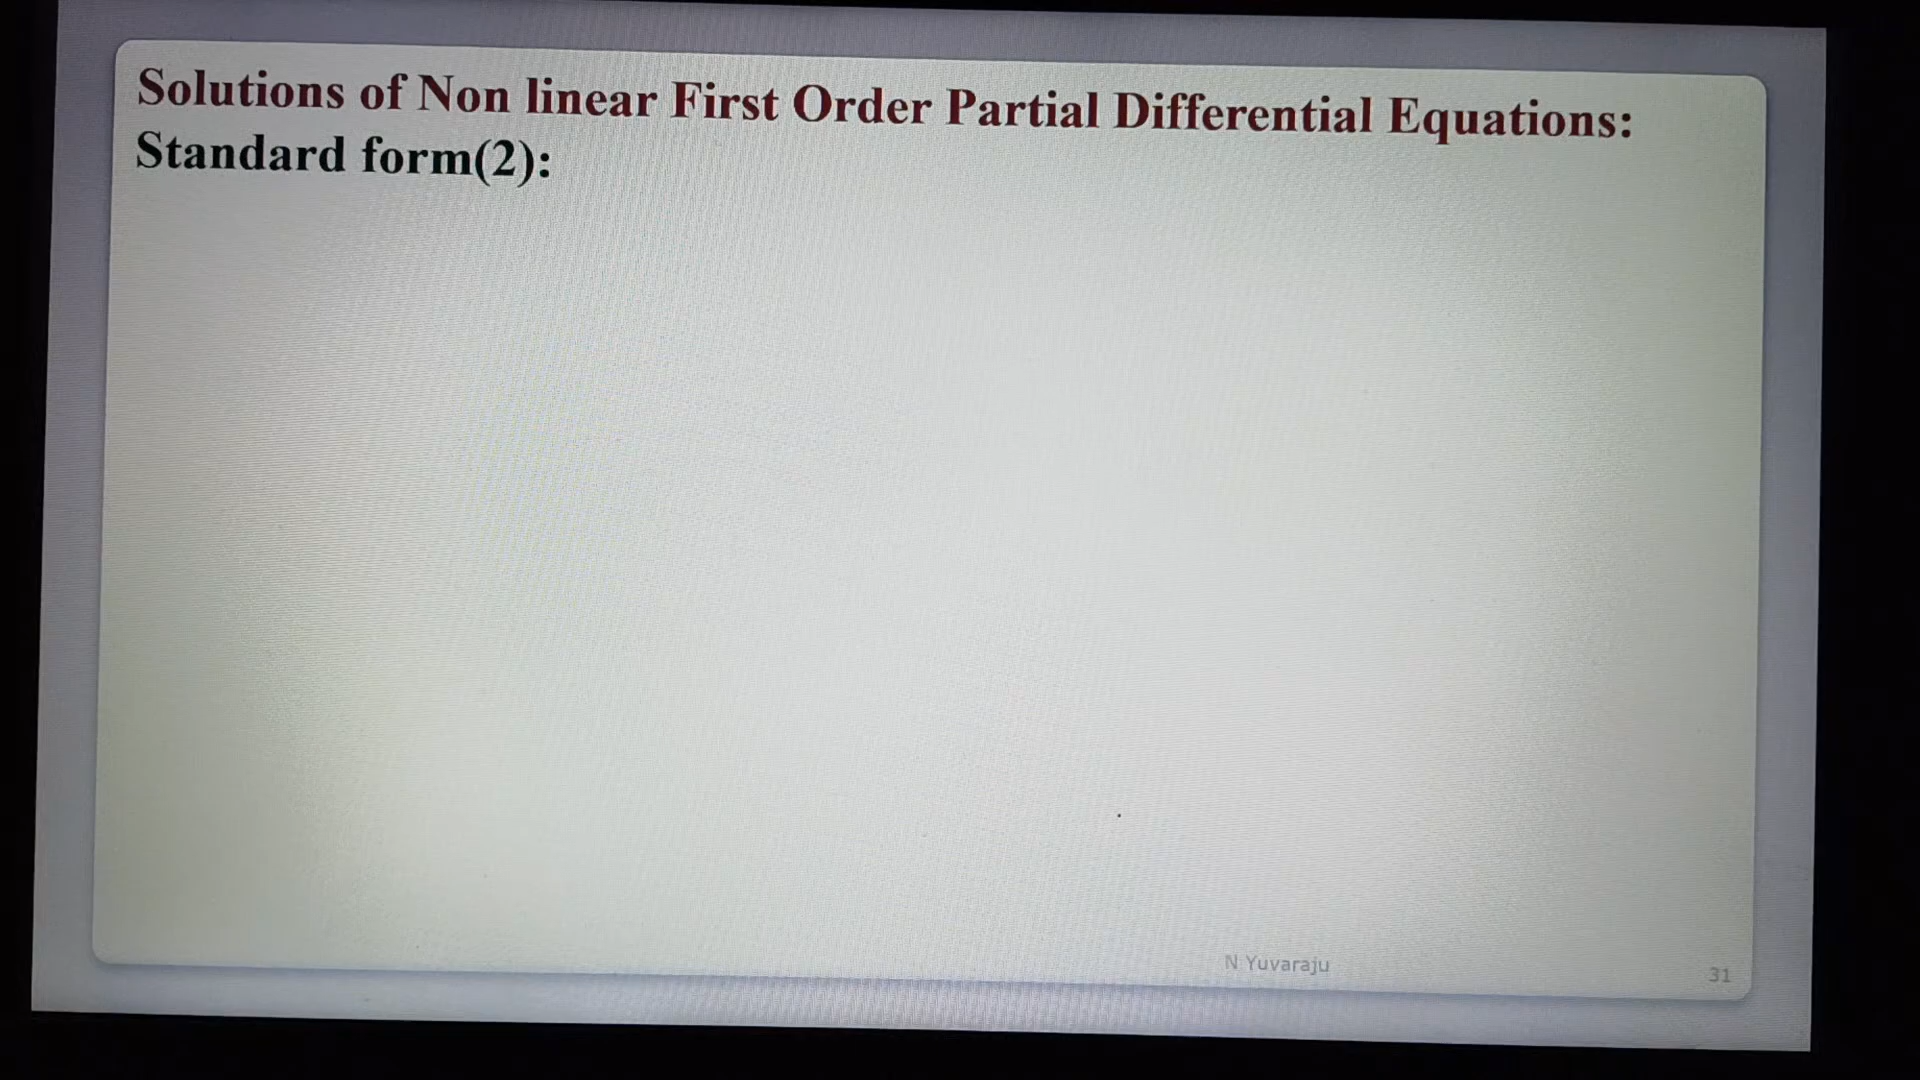 Solutions of Non linear First Order Partial Differential Equations:
Standard form(2):
N Yuvaraju
31